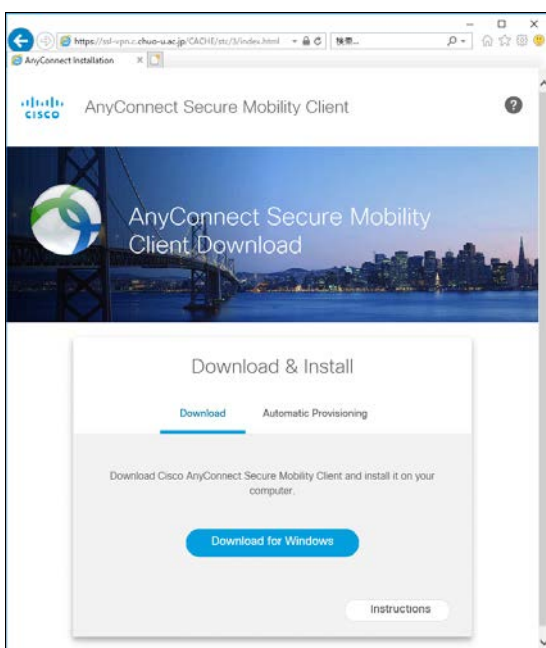 https://ssl-vpn.c.chuo-u.ac.jp/CACHE/stc/3/index.html
検索...
AnyConnect Installation
CISCO
AnyConnect Secure Mobility Client
?
AnyConnect Secure Mobility
Client Download
Download & Install
Download
Automatic Provisioning
Download Cisco AnyConnect Secure Mobility Client and install it on your
computer.
Download for Windows
Instructions